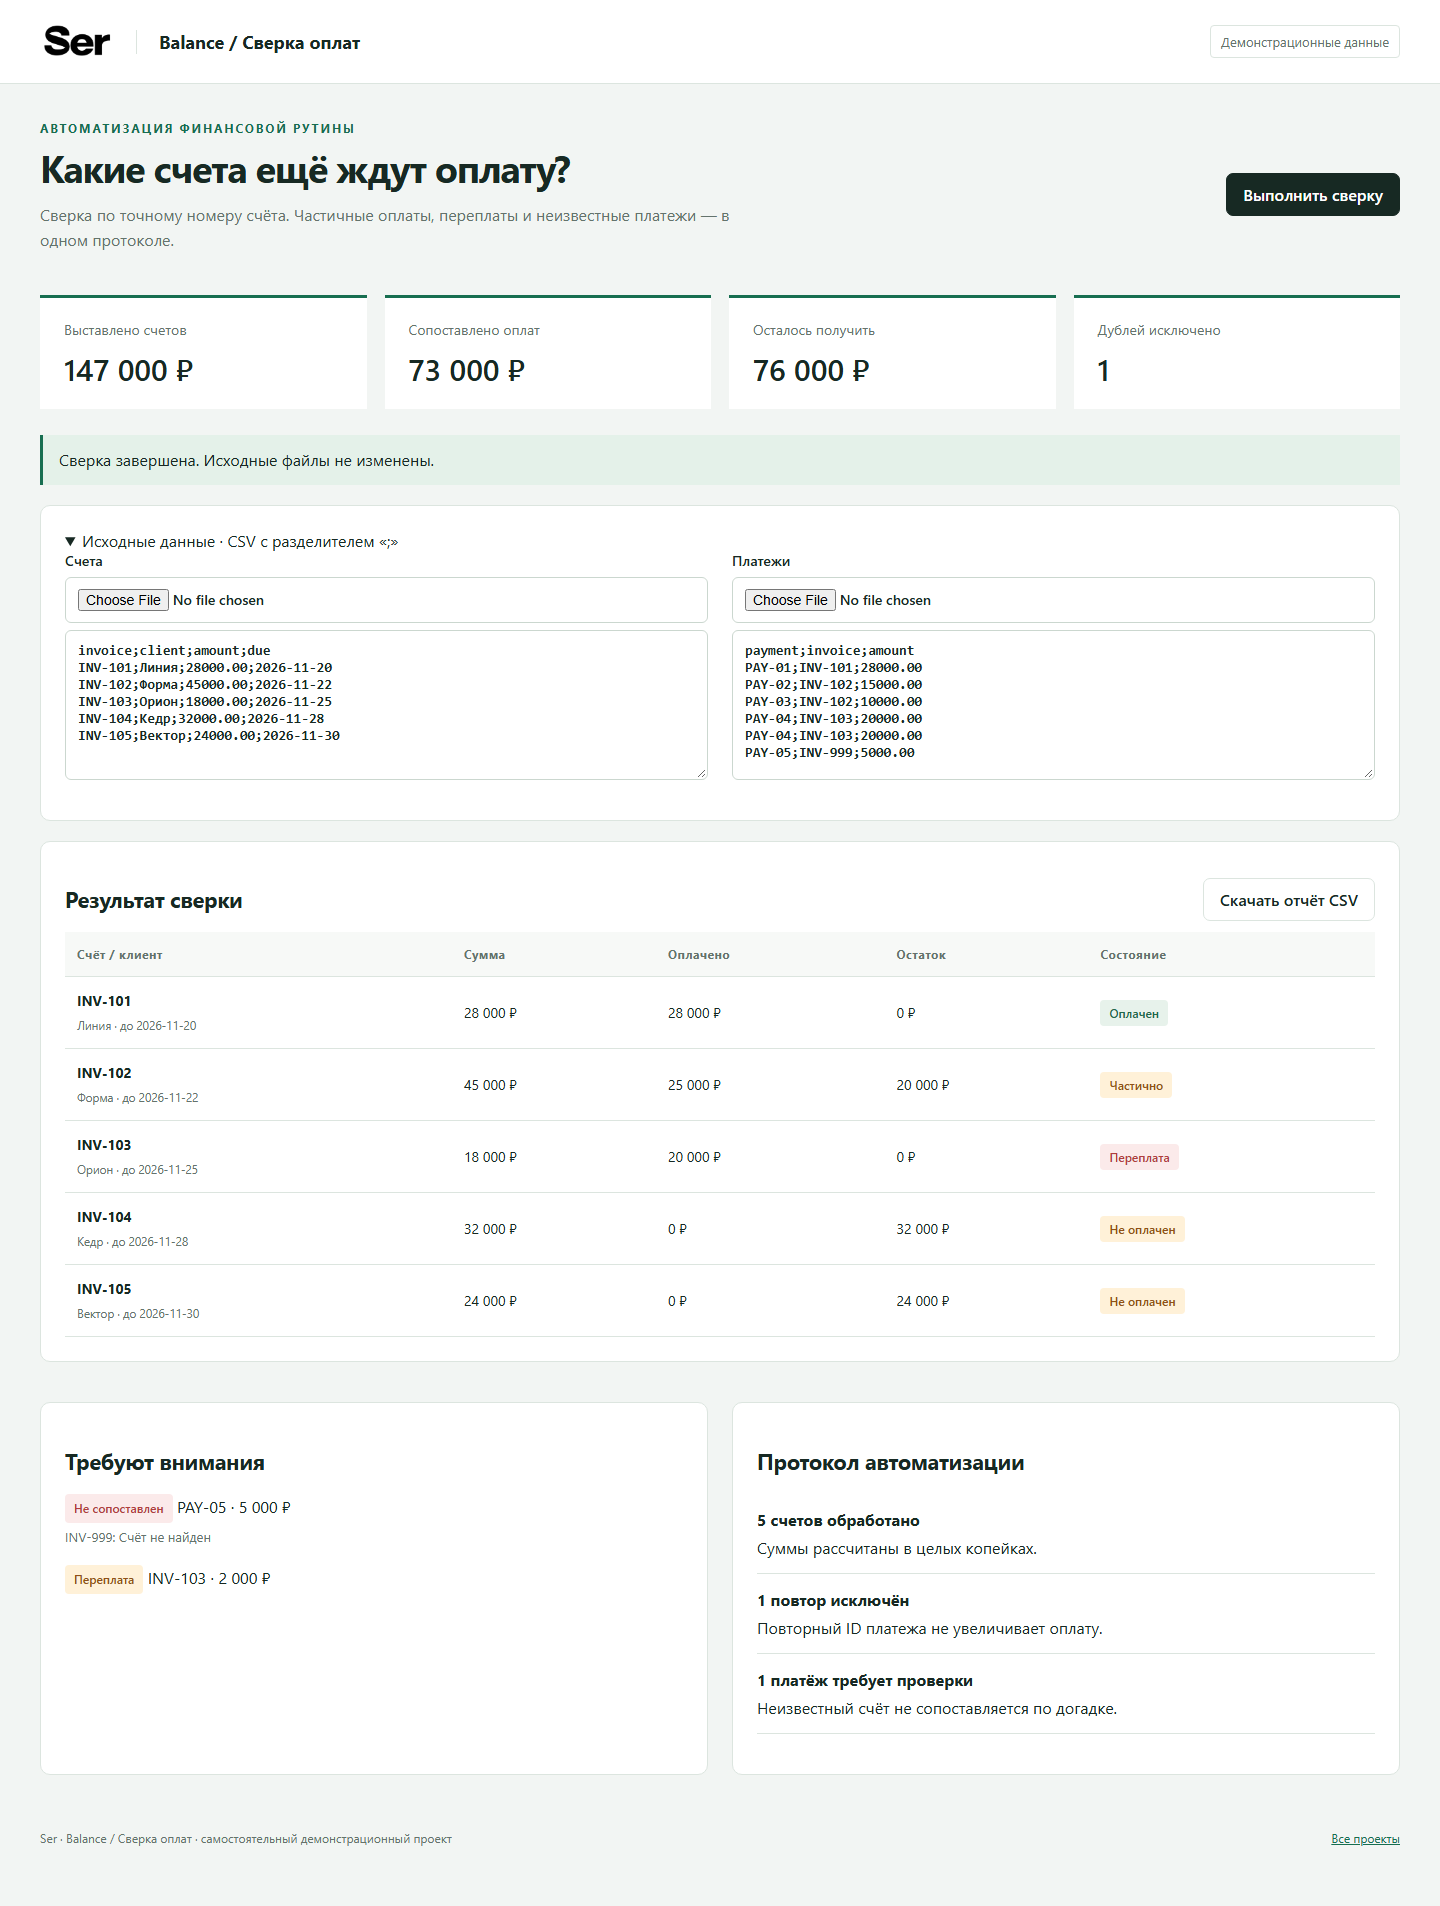 Ser
Balance / Сверка оплат
Демонстрационные данные
АВТОМАТИЗАЦИЯ ФИНАНСОВОЙ РУТИНЫ
Какие счета ещё ждут оплату?
Сверка по точному номеру счёта. Частичные оплаты, переплаты и неизвестные платежи — в
одном протоколе.
Выполнить сверку
Выставлено счетов
147 000 ₽
Сопоставлено оплат
73 000 ₽
Осталось получить
76 000 ₽
Дублей исключено
1
Сверка завершена. Исходные файлы не изменены.
▼ Исходные данные · CSV с разделителем «;»
Счета
Choose File No file chosen
invoice;client;amount;due
INV-101;Линия;28000.00;2026-11-20
INV-102;Форма;45000.00;2026-11-22
INV-103;Орион;18000.00;2026-11-25
INV-104;Кедр;32000.00;2026-11-28
INV-105;Вектор;24000.00;2026-11-30
Платежи
Choose File No file chosen
payment;invoice;amount
PAY-01;INV-101;28000.00
PAY-02;INV-102;15000.00
PAY-03;INV-102;10000.00
PAY-04;INV-103;20000.00
PAY-04;INV-103;20000.00
PAY-05;INV-999;5000.00
Результат сверки
Скачать отчёт CSV
Счёт / клиент Сумма Оплачено Остаток Состояние
INV-101
Линия · до 2026-11-20
28 000 ₽ 28 000 ₽ 0 ₽ Оплачен
INV-102
Форма · до 2026-11-22
45 000 ₽ 25 000 ₽ 20 000 ₽ Частично
INV-103
Орион · до 2026-11-25
18 000 ₽ 20 000 ₽ 0 ₽ Переплата
INV-104
Кедр · до 2026-11-28
32 000 ₽ 0 ₽ 32 000 ₽ Не оплачен
INV-105
Вектор · до 2026-11-30
24 000 ₽ 0 ₽ 24 000 ₽ Не оплачен
Требуют внимания
Не сопоставлен PAY-05 · 5 000 ₽
INV-999: Счёт не найден
Переплата INV-103 · 2 000 ₽
Протокол автоматизации
5 счетов обработано
Суммы рассчитаны в целых копейках.
1 повтор исключён
Повторный ID платежа не увеличивает оплату.
1 платёж требует проверки
Неизвестный счёт не сопоставляется по догадке.
Ser · Balance / Сверка оплат · самостоятельный демонстрационный проект
Все проекты